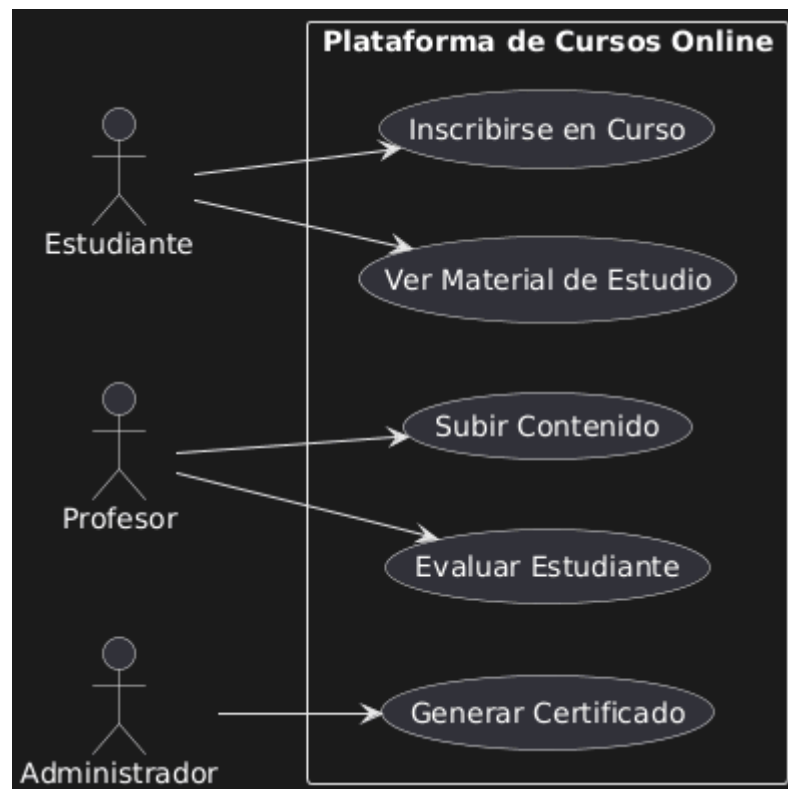 Plataforma de Cursos Online
Inscribirse en Curso
Estudiante
Ver Material de Estudio
Subir Contenido
Profesor
Evaluar Estudiante
Generar Certificado
Administrador